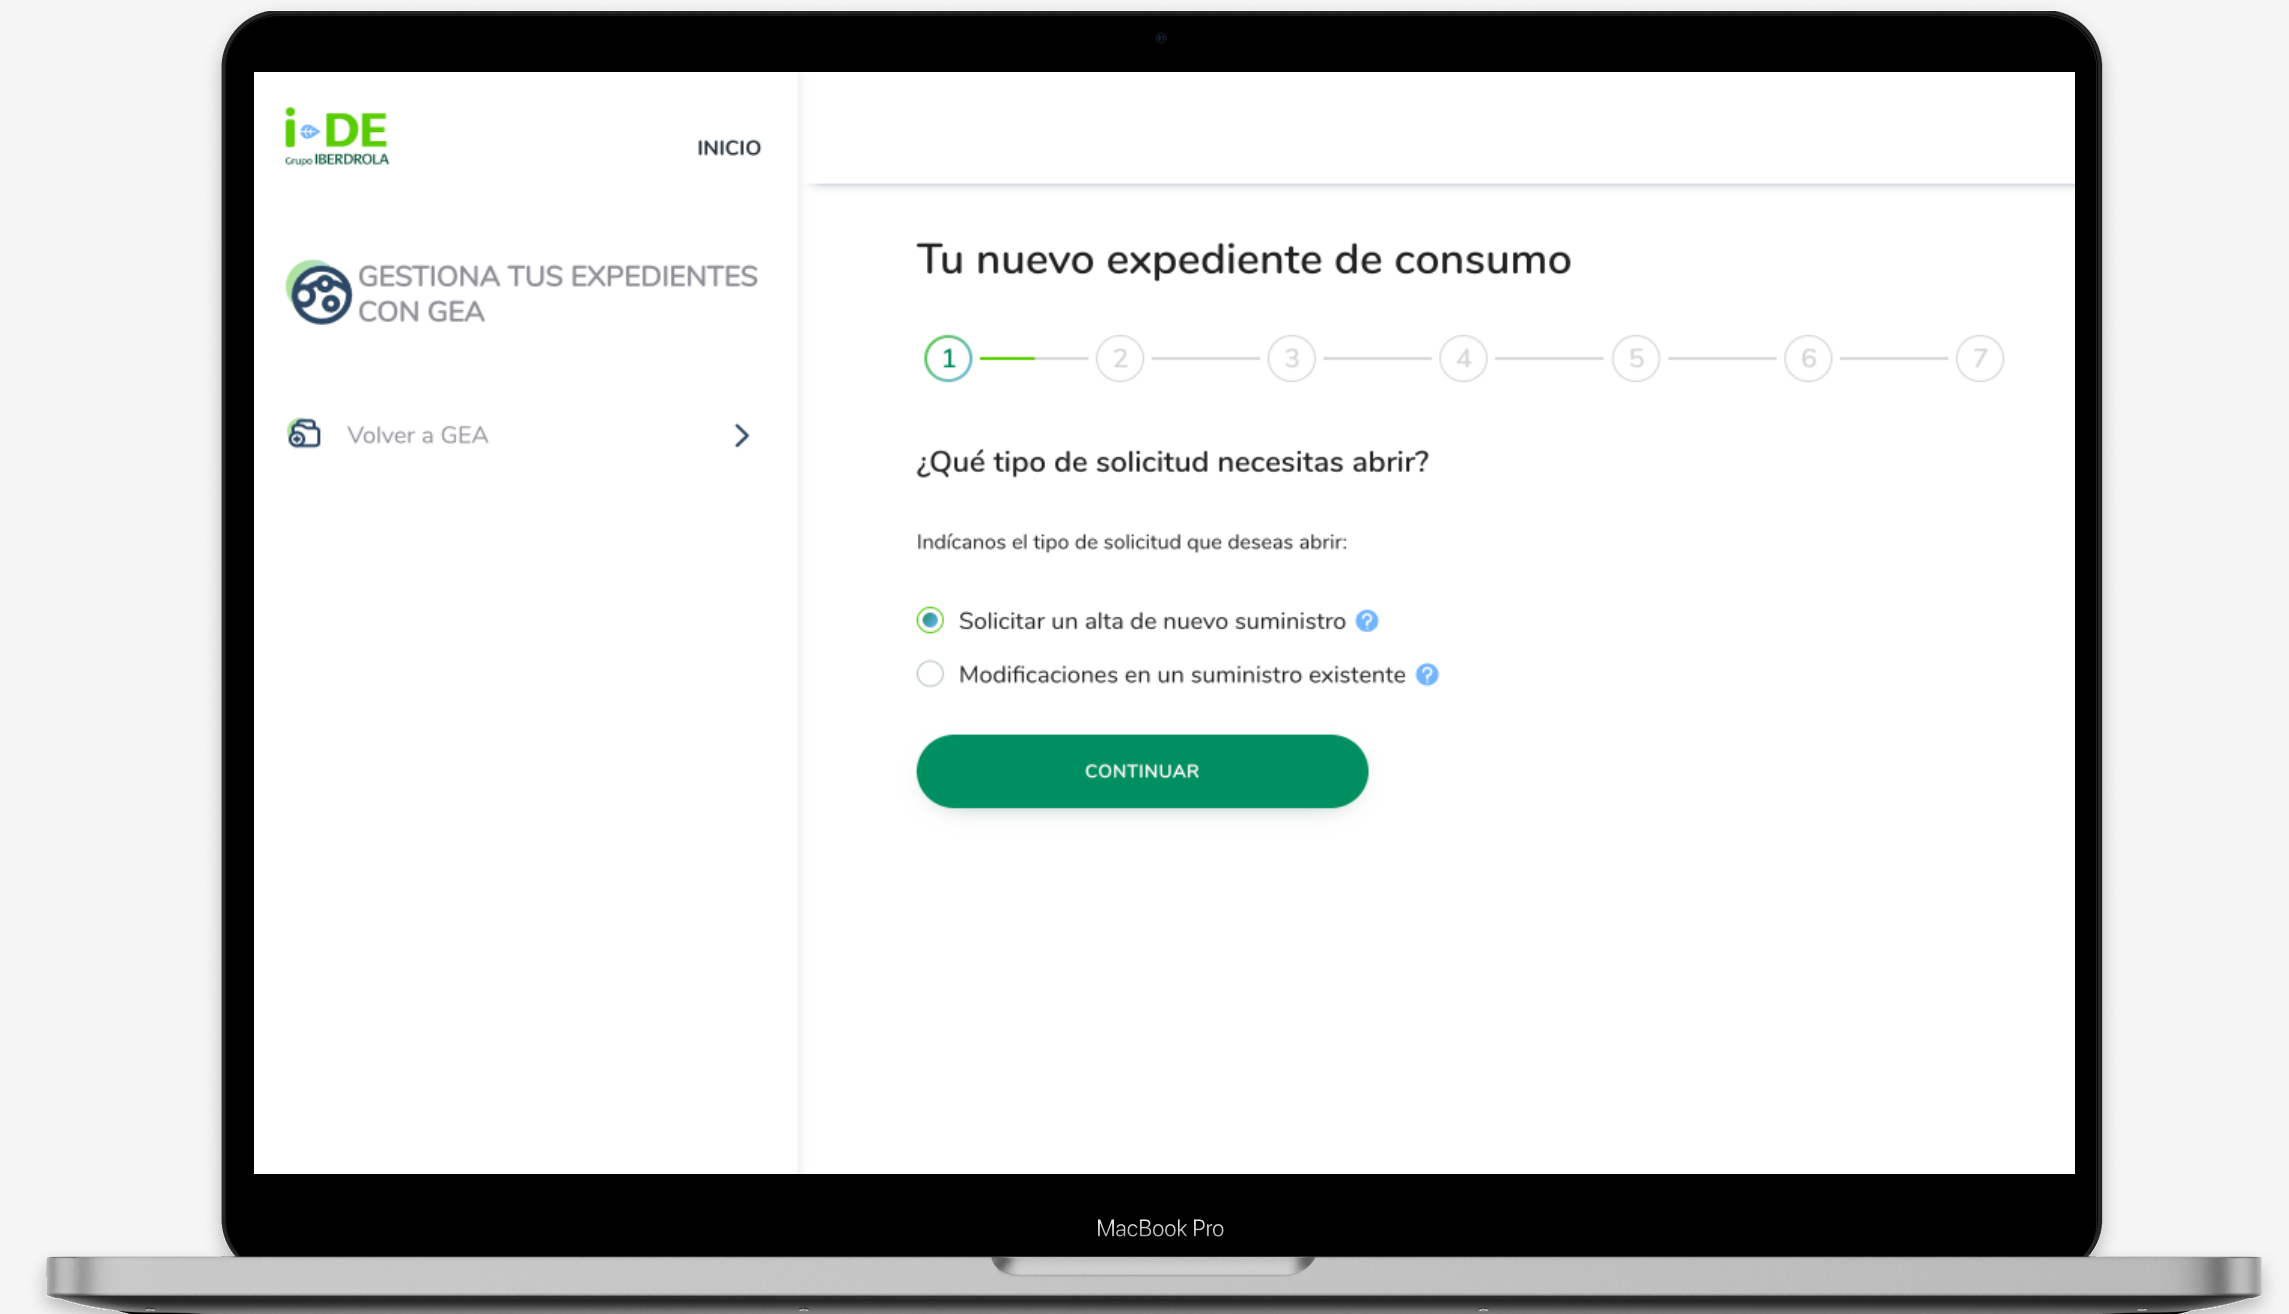 i-DE
Grupo IBERDROLA
INICIO
GESTIONA TUS EXPEDIENTES
CON GEA
Volver a GEA
Tu nuevo expediente de consumo
1 2 3 4 5 6 7
¿Qué tipo de solicitud necesitas abrir?
Indícanos el tipo de solicitud que deseas abrir:
Solicitar un alta de nuevo suministro ?
Modificaciones en un suministro existente ?
CONTINUAR
MacBook Pro